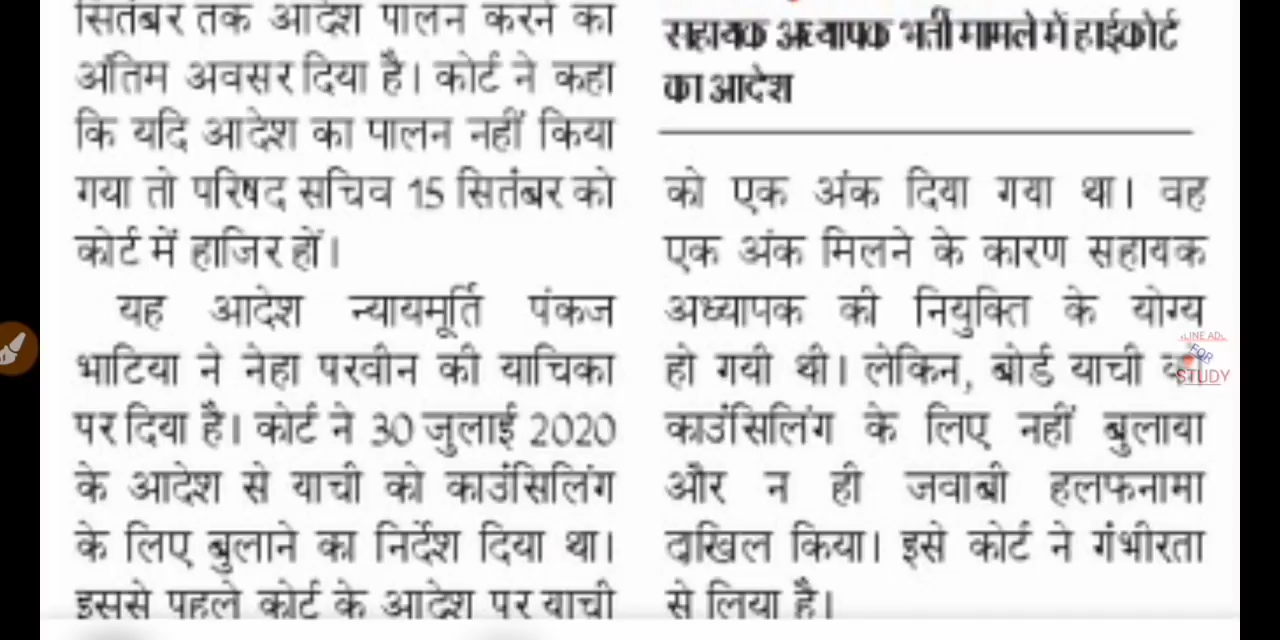 सितंबर तक आदेश पालन करने का
अंतिम अवसर दिया है। कोर्ट ने कहा
कि यदि आदेश का पालन नहीं किया
गया तो परिषद सचिव 15 सितंबर को
कोर्ट में हाजिर हों।
यह आदेश न्यायमूर्ति पंकज
भाटिया ने नेहा परवीन की याचिका
पर दिया है। कोर्ट ने 30 जुलाई 2020
के आदेश से याची को काउंसिलिंग
के लिए बुलाने का निर्देश दिया था।
इससे पहले कोर्ट के आदेश पर याची
सहायक अध्यापक भर्ती मामले में हाईकोर्ट
का आदेश
को एक अंक दिया गया था। वह
एक अंक मिलने के कारण सहायक
अध्यापक की नियुक्ति के योग्य
हो गयी थी। लेकिन, बोर्ड याची
काउंसिलिंग के लिए नहीं बुलाया
और न ही जवाबी हलफनामा
दाखिल किया। इसे कोर्ट ने गंभीरता
से लिया है।
FOR
STUDY